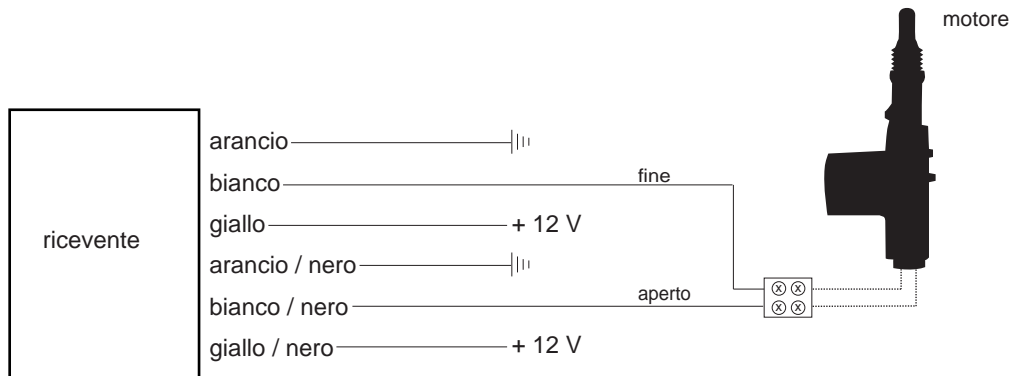 motore
arancio
bianco fine
giallo + 12 V
ricevente
arancio / nero
bianco / nero aperto
giallo / nero + 12 V